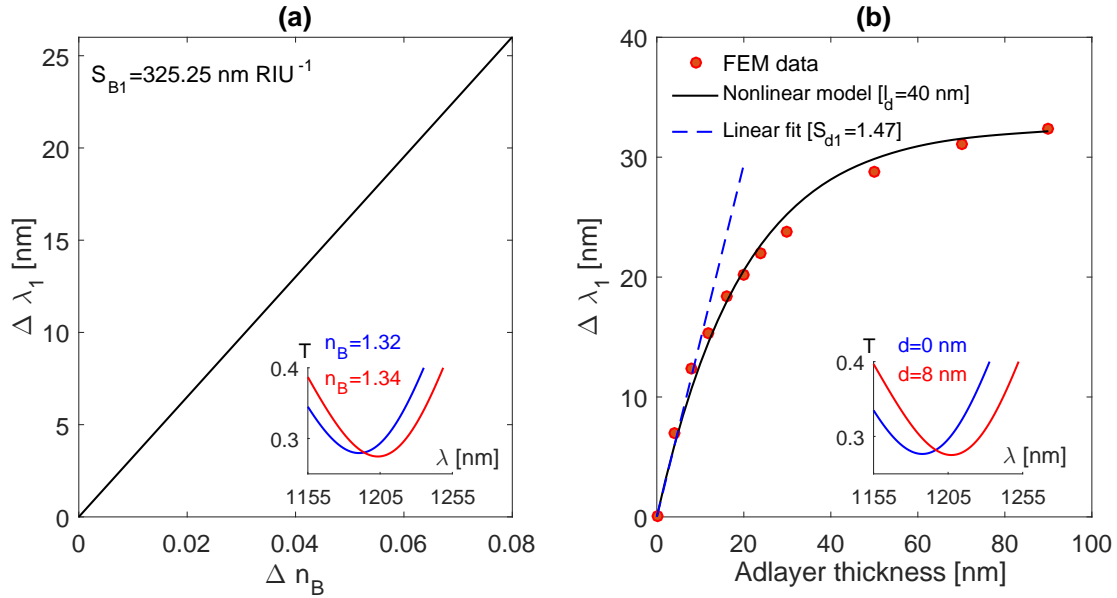 (a)
S_B1=325.25 nm RIU^-1
Δ λ_1 [nm]
25
20
15
10
5
0
0
0.02
0.04
0.06
0.08
Δ n_B
T
n_B=1.32
n_B=1.34
0.4
0.3
λ [nm]
1155
1205
1255
(b)
FEM data
Nonlinear model [l_d=40 nm]
Linear fit [S_d1=1.47]
Δ λ_1 [nm]
40
30
20
10
0
0
20
40
60
80
100
Adlayer thickness [nm]
T
d=0 nm
d=8 nm
0.4
0.3
λ [nm]
1155
1205
1255